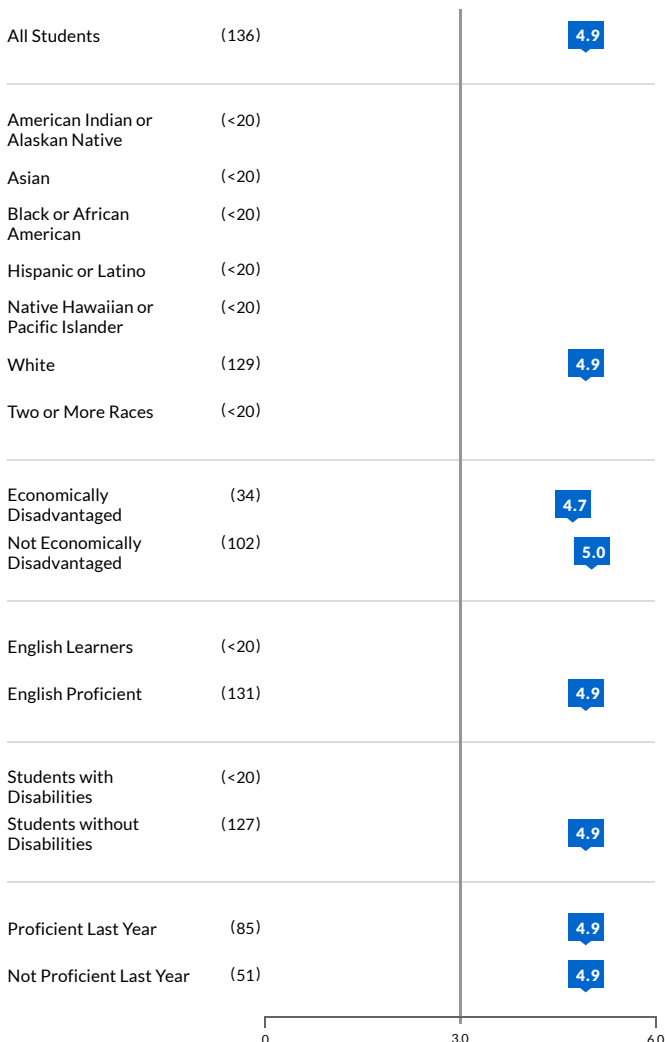 All Students (136) 4.9
American Indian or (<20)
Alaskan Native
Asian (<20)
Black or African (<20)
American
Hispanic or Latino (<20)
Native Hawaiian or (<20)
Pacific Islander
White (129) 4.9
Two or More Races (<20)
Economically (34) 4.7
Disadvantaged
Not Economically (102) 5.0
Disadvantaged
English Learners (<20)
English Proficient (131) 4.9
Students with (<20)
Disabilities
Students without (127) 4.9
Disabilities
Proficient Last Year (85) 4.9
Not Proficient Last Year (51) 4.9
0 3.0 6.0